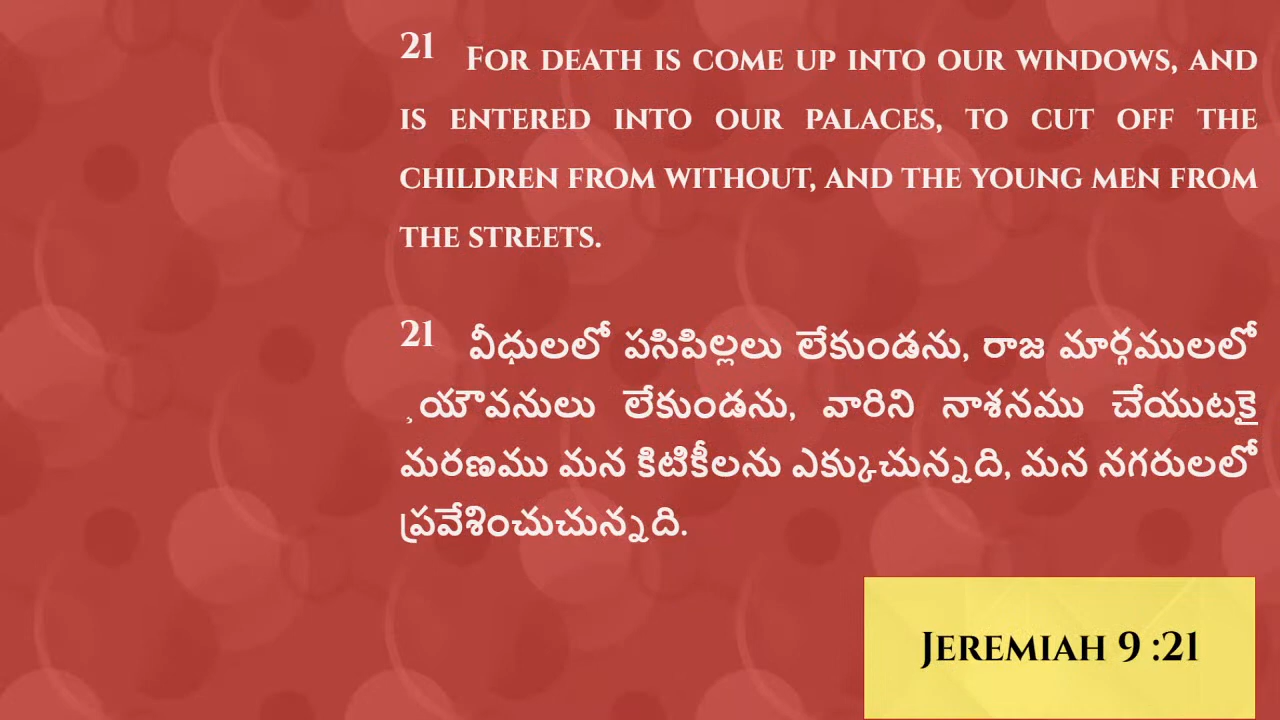 21 For death is come up into our windows, and
is entered into our palaces, to cut off the
children from without, and the young men from
the streets.
21 వీధులలో పసిపిల్లలు లేకుండను, రాజ మార్గములలో
¸యౌవనులు లేకుండను, వారిని నాశనము చేయుటకై
మరణము మన కిటికీలను ఎక్కుచున్నది, మన నగరులలో
ప్రవేశించుచున్నది.
Jeremiah 9 :21